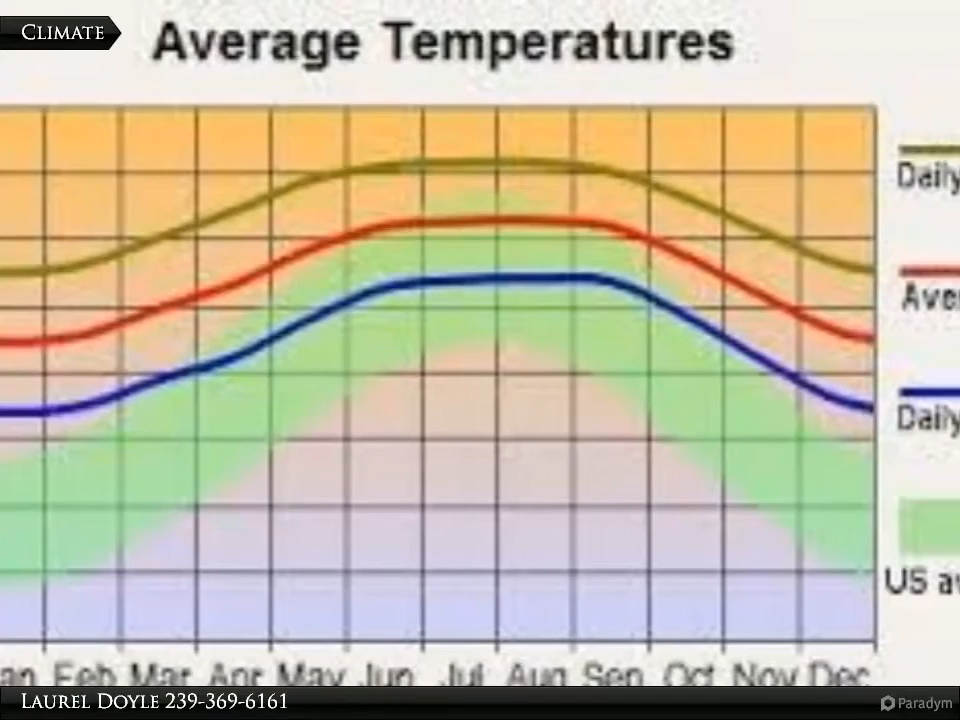 CLIMATE
Average Temperatures
Daily
Daily
US
Feb Mar Apr May Jun Jul Aug Sep Oct Nov Dec
LAUREL DOYLE 239-369-6161
Paradym